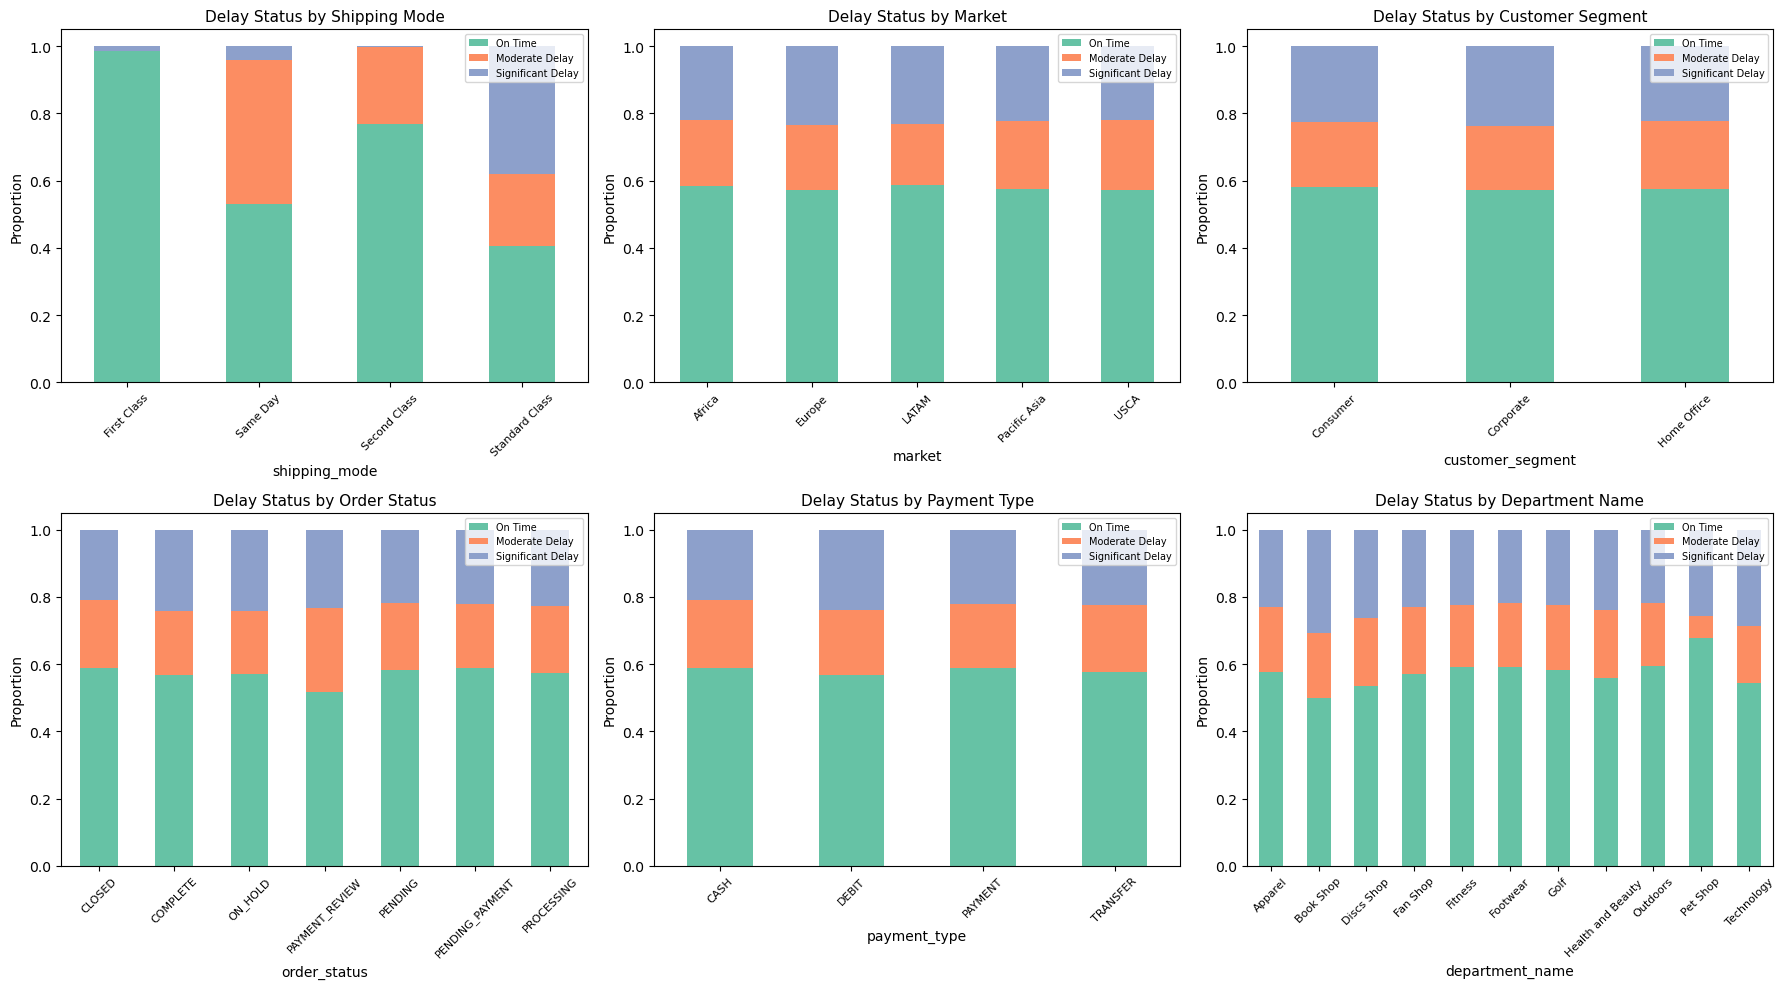 Delay Status by Shipping Mode
1.0
0.8
0.6
0.4
0.2
0.0
Proportion
On Time
Moderate Delay
Significant Delay
First Class
Same Day
Second Class
Standard Class
shipping_mode
Delay Status by Market
1.0
0.8
0.6
0.4
0.2
0.0
Proportion
On Time
Moderate Delay
Significant Delay
Africa
Europe
LATAM
Pacific Asia
USCA
market
Delay Status by Customer Segment
1.0
0.8
0.6
0.4
0.2
0.0
Proportion
On Time
Moderate Delay
Significant Delay
Consumer
Corporate
Home Office
customer_segment
Delay Status by Order Status
1.0
0.8
0.6
0.4
0.2
0.0
Proportion
On Time
Moderate Delay
Significant Delay
CLOSED
COMPLETE
ON_HOLD
PAYMENT_REVIEW
PENDING
PENDING_PAYMENT
PROCESSING
order_status
Delay Status by Payment Type
1.0
0.8
0.6
0.4
0.2
0.0
Proportion
On Time
Moderate Delay
Significant Delay
CASH
DEBIT
PAYMENT
TRANSFER
payment_type
Delay Status by Department Name
1.0
0.8
0.6
0.4
0.2
0.0
Proportion
On Time
Moderate Delay
Significant Delay
Apparel
Book Shop
Discs Shop
Fan Shop
Fitness
Footwear
Golf
Health and Beauty
Outdoors
Pet Shop
Technology
department_name